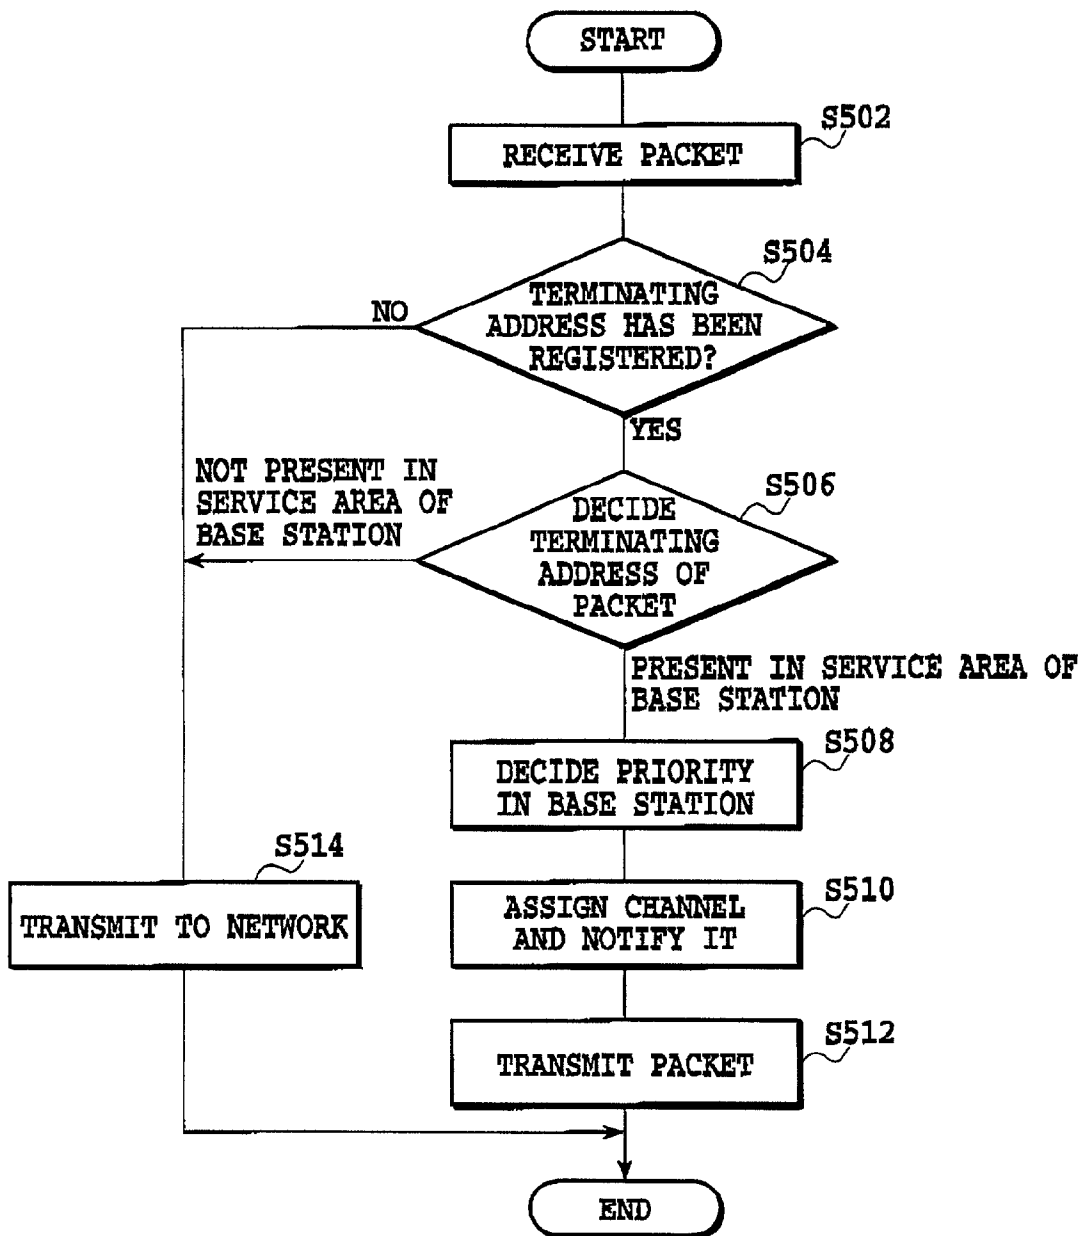 START
S502
RECEIVE PACKET
S504
TERMINATING
ADDRESS HAS BEEN
REGISTERED?
NO
YES
NOT PRESENT IN
SERVICE AREA OF
BASE STATION
S506
DECIDE
TERMINATING
ADDRESS OF
PACKET
PRESENT IN SERVICE AREA OF
BASE STATION
S508
DECIDE PRIORITY
IN BASE STATION
S514
TRANSMIT TO NETWORK
S510
ASSIGN CHANNEL
AND NOTIFY IT
S512
TRANSMIT PACKET
END